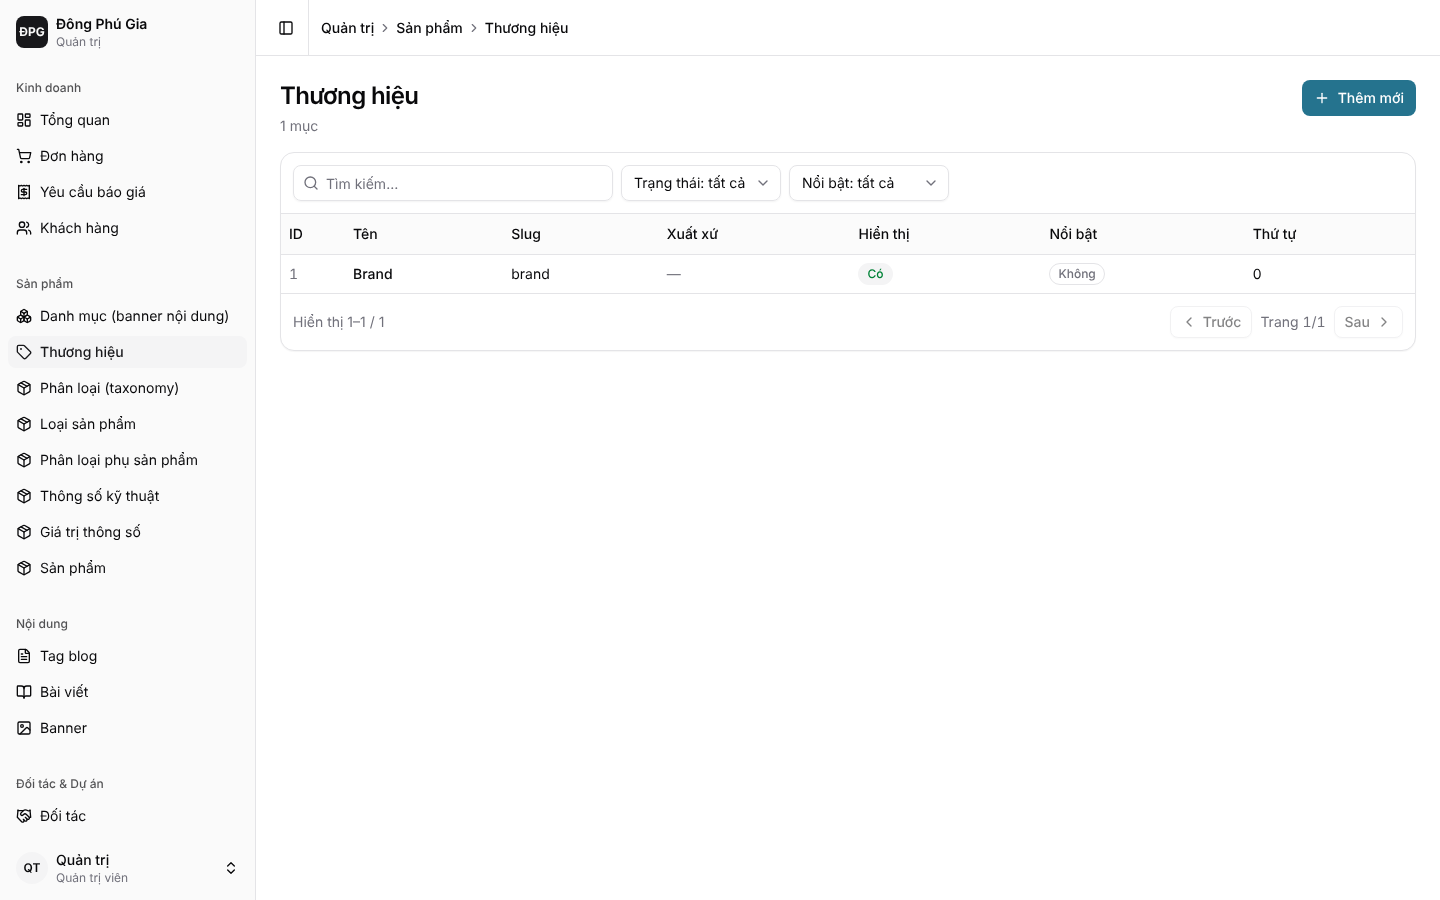 ĐPG
Đông Phú Gia
Quản trị
Kinh doanh
Tổng quan
Đơn hàng
Yêu cầu báo giá
Khách hàng
Sản phẩm
Danh mục (banner nội dung)
Thương hiệu
Phân loại (taxonomy)
Loại sản phẩm
Phân loại phụ sản phẩm
Thông số kỹ thuật
Giá trị thông số
Sản phẩm
Nội dung
Tag blog
Bài viết
Banner
Đối tác & Dự án
Đối tác
QT
Quản trị
Quản trị viên
Quản trị > Sản phẩm > Thương hiệu
Thương hiệu
1 mục
Thêm mới
Tìm kiếm... Trạng thái: tất cả Nổi bật: tất cả
ID Tên Slug Xuất xứ Hiển thị Nổi bật Thứ tự
1 Brand brand — Có Không 0
Hiển thị 1–1 / 1 Trước Trang 1/1 Sau